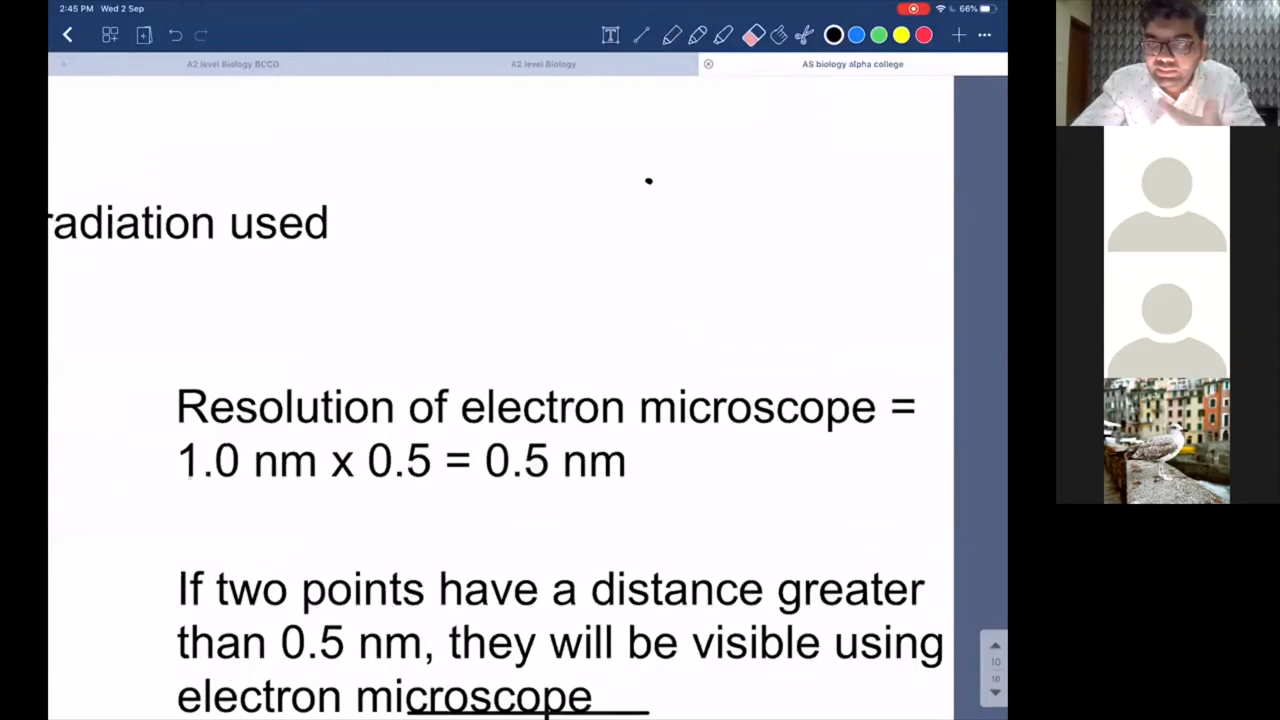 2:45 PM Wed 2 Sep
66%
A2 level Biology BCCD
A2 level Biology
AS biology alpha college
radiation used
Resolution of electron microscope =
1.0 nm x 0.5 = 0.5 nm
If two points have a distance greater
than 0.5 nm, they will be visible using
electron microscope
10
10